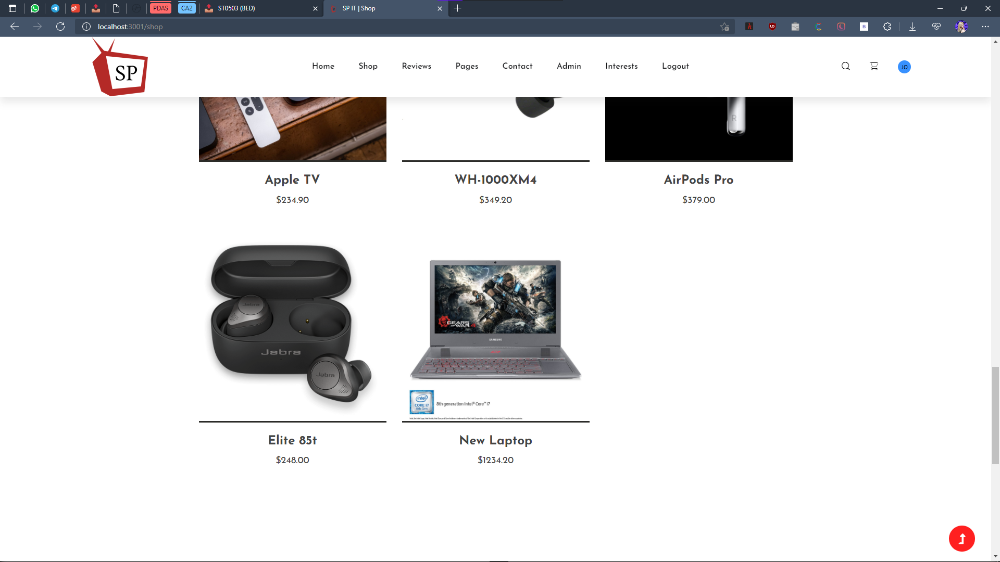 PDAS
CA2
ST0503 (BED)
SP IT | Shop
localhost:3001/shop
SP
Home
Shop
Reviews
Pages
Contact
Admin
Interests
Logout
JO
R
Apple TV
WH-1000XM4
AirPods Pro
$234.90
$349.20
$379.00
Jabra
Jabra
Jabra
GEARS
OF WAR 4
SAMSUNG
intel
CORE i7
8th Gen
8th generation Intel® Core™ i7
Elite 85t
New Laptop
$248.00
$1234.20